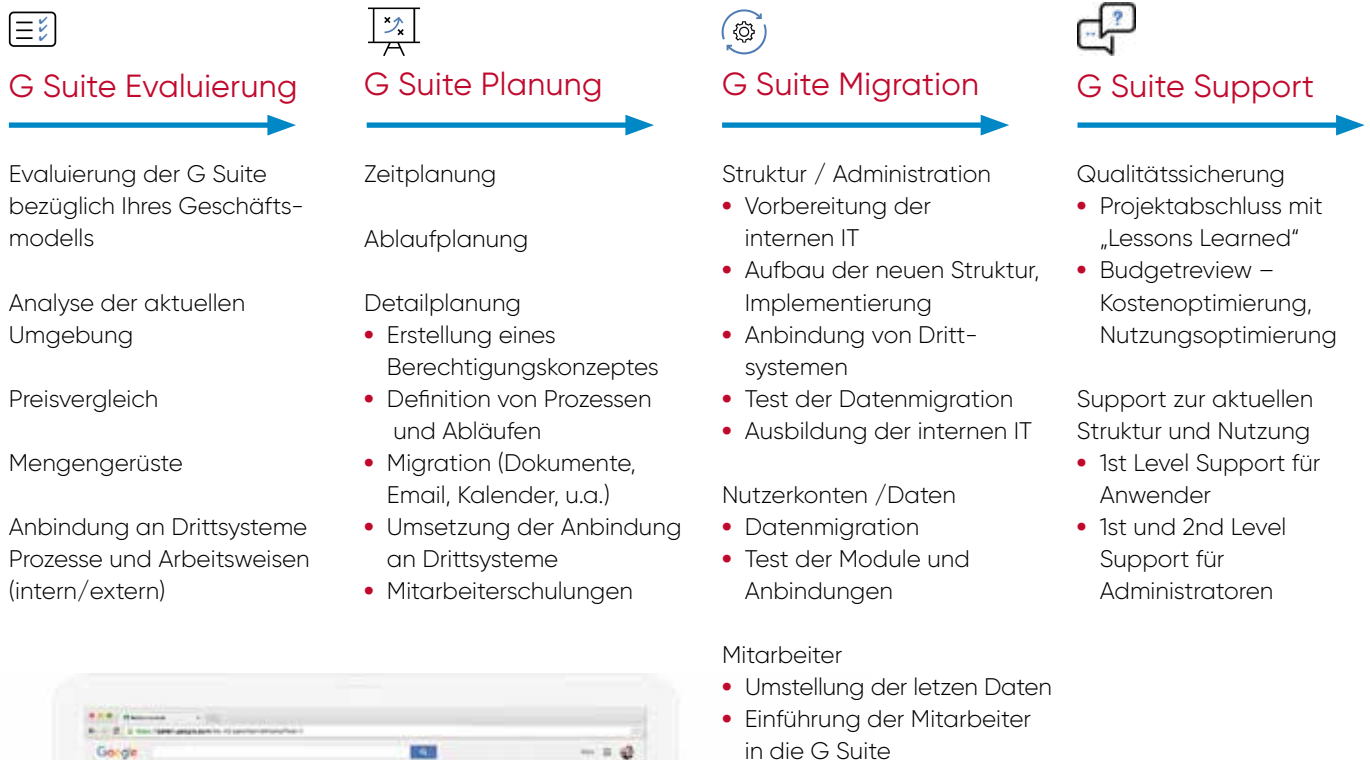 G Suite Evaluierung
Evaluierung der G Suite
bezüglich Ihres Geschäfts-
modells
Analyse der aktuellen
Umgebung
Preisvergleich
Mengengerüste
Anbindung an Drittsysteme
Prozesse und Arbeitsweisen
(intern/extern)
G Suite Planung
Zeitplanung
Ablaufplanung
Detailplanung
• Erstellung eines
Berechtigungskonzeptes
• Definition von Prozessen
und Abläufen
• Migration (Dokumente,
Email, Kalender, u.a.)
• Umsetzung der Anbindung
an Drittsysteme
• Mitarbeiterschulungen
G Suite Migration
Struktur / Administration
• Vorbereitung der
internen IT
• Aufbau der neuen Struktur,
Implementierung
• Anbindung von Dritt-
systemen
• Test der Datenmigration
• Ausbildung der internen IT
Nutzerkonten /Daten
• Datenmigration
• Test der Module und
Anbindungen
Mitarbeiter
• Umstellung der letzen Daten
• Einführung der Mitarbeiter
in die G Suite
G Suite Support
Qualitätssicherung
• Projektabschluss mit
„Lessons Learned“
• Budgetreview –
Kostenoptimierung,
Nutzungsoptimierung
Support zur aktuellen
Struktur und Nutzung
• 1st Level Support für
Anwender
• 1st und 2nd Level
Support für
Administratoren
Google